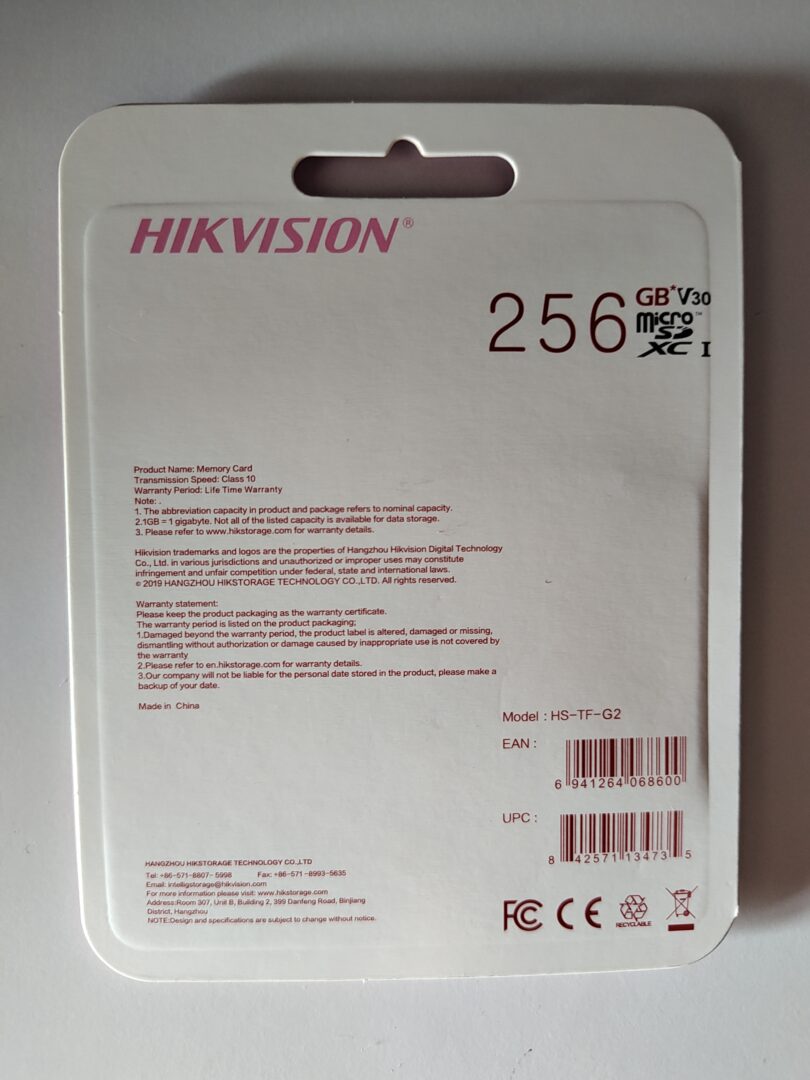 HIKVISION®
256 GB* V30
micro SD XC I™
Product Name: Memory Card
Transmission Speed: Class 10
Warranty Period: Life Time Warranty
Note: .
1. The abbreviation capacity in product and package refers to nominal capacity.
2.1GB = 1 gigabyte. Not all of the listed capacity is available for data storage.
3. Please refer to www.hikstorage.com for warranty details.
Hikvision trademarks and logos are the properties of Hangzhou Hikvision Digital Technology
Co., Ltd. in various jurisdictions and unauthorized or improper uses may constitute
infringement and unfair competition under federal, state and international laws.
© 2019 HANGZHOU HIKSTORAGE TECHNOLOGY CO.,LTD. All rights reserved.
Warranty statement:
Please keep the product packaging as the warranty certificate.
The warranty period is listed on the product packaging;
1.Damaged beyond the warranty period, the product label is altered, damaged or missing,
dismantling without authorization or damage caused by inappropriate use is not covered by
the warranty
2.Please refer to en.hikstorage.com for warranty details.
3.Our company will not be liable for the personal date stored in the product, please make a
backup of your date.
Made in China
Model : HS-TF-G2
EAN :
6 941264 068600
UPC :
8 42571 13473 5
HANGZHOU HIKSTORAGE TECHNOLOGY CO.,LTD
Tel: +86-571-8807- 5998 Fax: +86-571 -8993-5635
Email: intelligstorage@hikvision.com
For more information please visit: www.hikstorage.com
Address:Room 307, Unit B, Building 2, 399 Danfeng Road, Binjiang
District, Hangzhou
NOTE:Design and specifications are subject to change without notice.
FC CE
RECYCLABLE